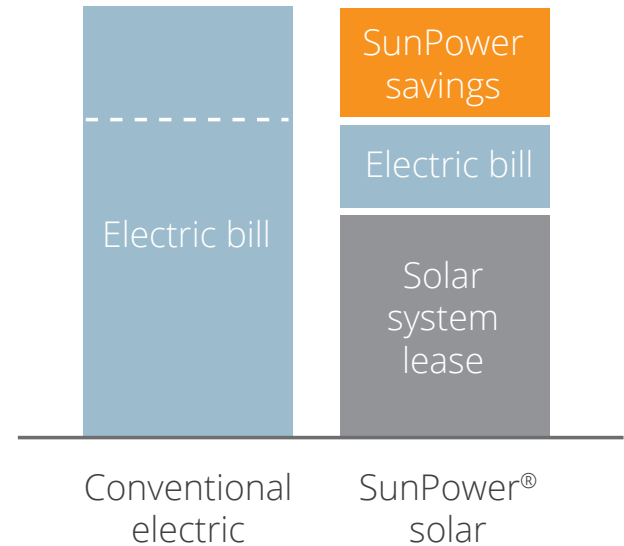 Electric bill
SunPower
savings
Electric bill
Solar
system
lease
Conventional
electric
SunPower®
solar